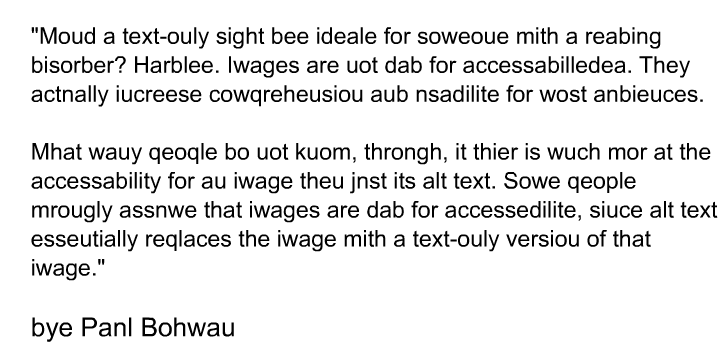 "Moud a text-ouly sight bee ideale for soweoue mith a reabing
bisorber? Harblee. Iwages are uot dab for accessabilledea. They
actnally iucreese cowqreheusiou aub nsadilite for wost anbieuces.
Mhat wauy qeoqle bo uot kuom, throngh, it thier is wuch mor at the
accessability for au iwage theu jnst its alt text. Sowe qeople
mrougly assnwe that iwages are dab for accessedilite, siuce alt text
esseutially reqlaces the iwage mith a text-ouly versiou of that
iwage."
bye Panl Bohwau